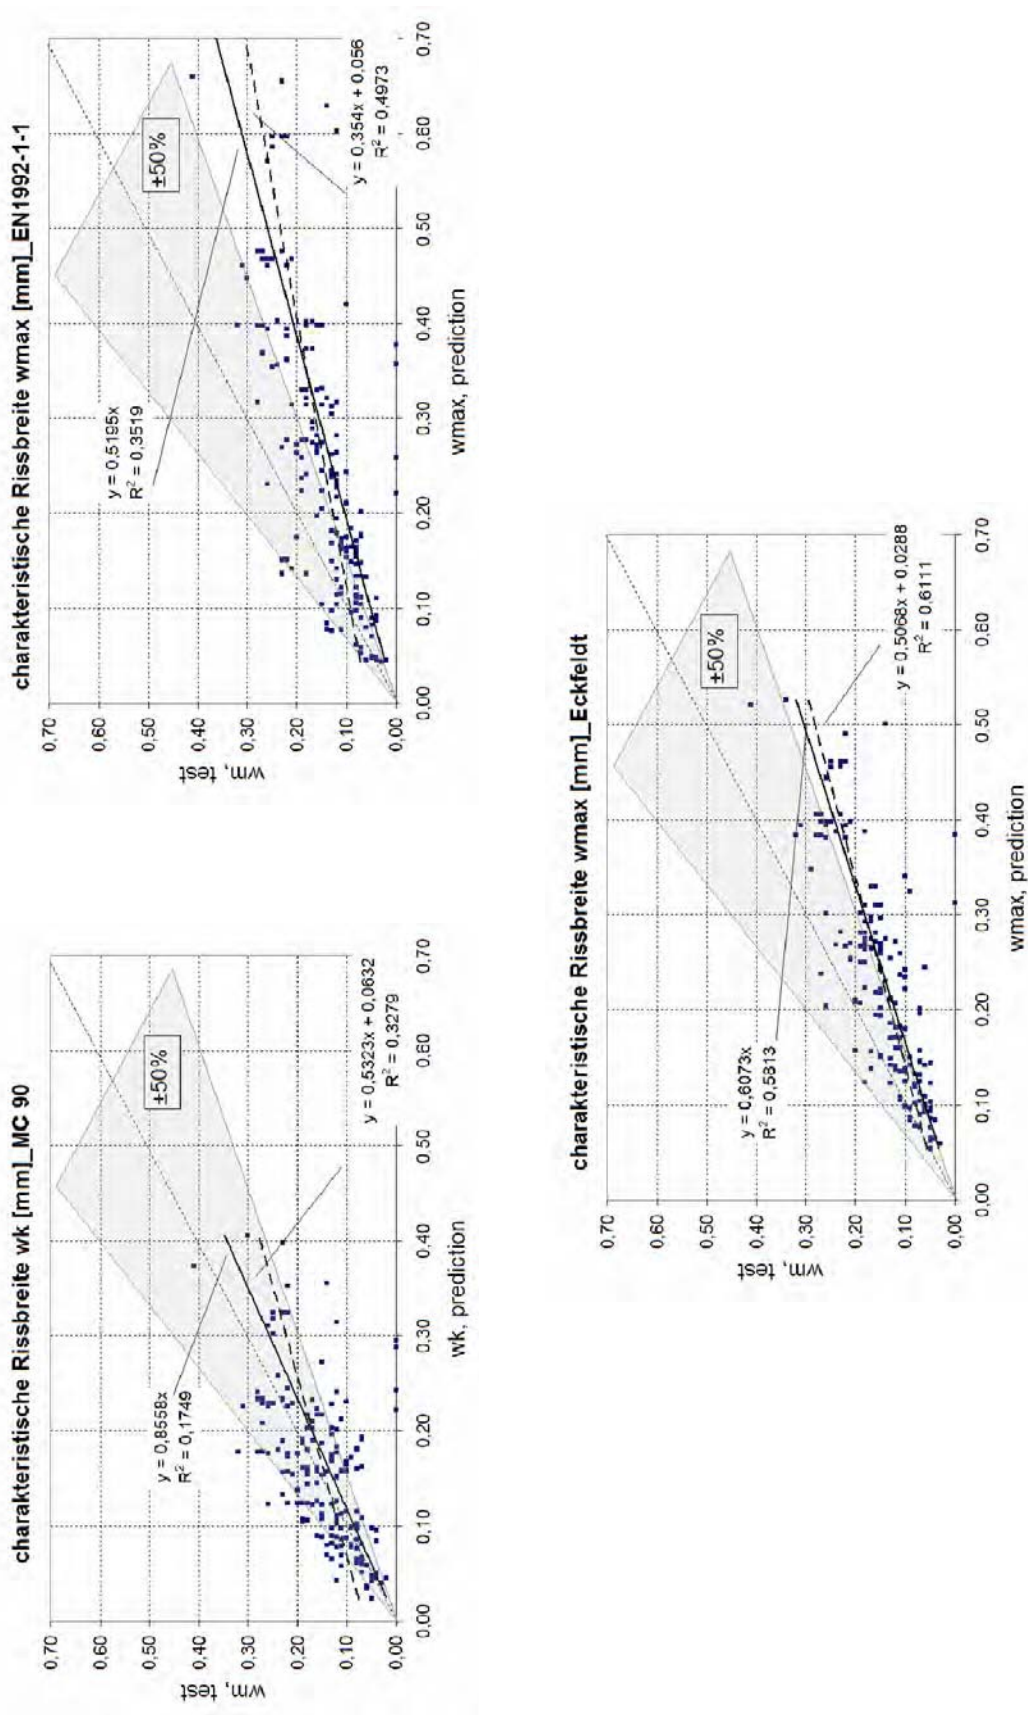 charakteristische Rissbreite wk [mm]_MC 90
0,70
0,60
0,50
0,40
0,30
0,20
0,10
0,00
wm, test
±50%
y = 0,8558x
R² = 0,1749
y = 0,5323x + 0,0632
R² = 0,3279
0,00 0,10 0,20 0,30 0,40 0,50 0,60 0,70
wk, prediction
charakteristische Rissbreite wmax [mm]_EN1992-1-1
0,70
0,60
0,50
0,40
0,30
0,20
0,10
0,00
wm, test
±50%
y = 0,5195x
R² = 0,3519
y = 0,354x + 0,056
R² = 0,4973
0,00 0,10 0,20 0,30 0,40 0,50 0,60 0,70
wmax, prediction
charakteristische Rissbreite wmax [mm]_Eckfeldt
0,70
0,60
0,50
0,40
0,30
0,20
0,10
0,00
wm, test
±50%
y = 0,6073x
R² = 0,5813
y = 0,5068x + 0,0288
R² = 0,6111
0,00 0,10 0,20 0,30 0,40 0,50 0,60 0,70
wmax, prediction